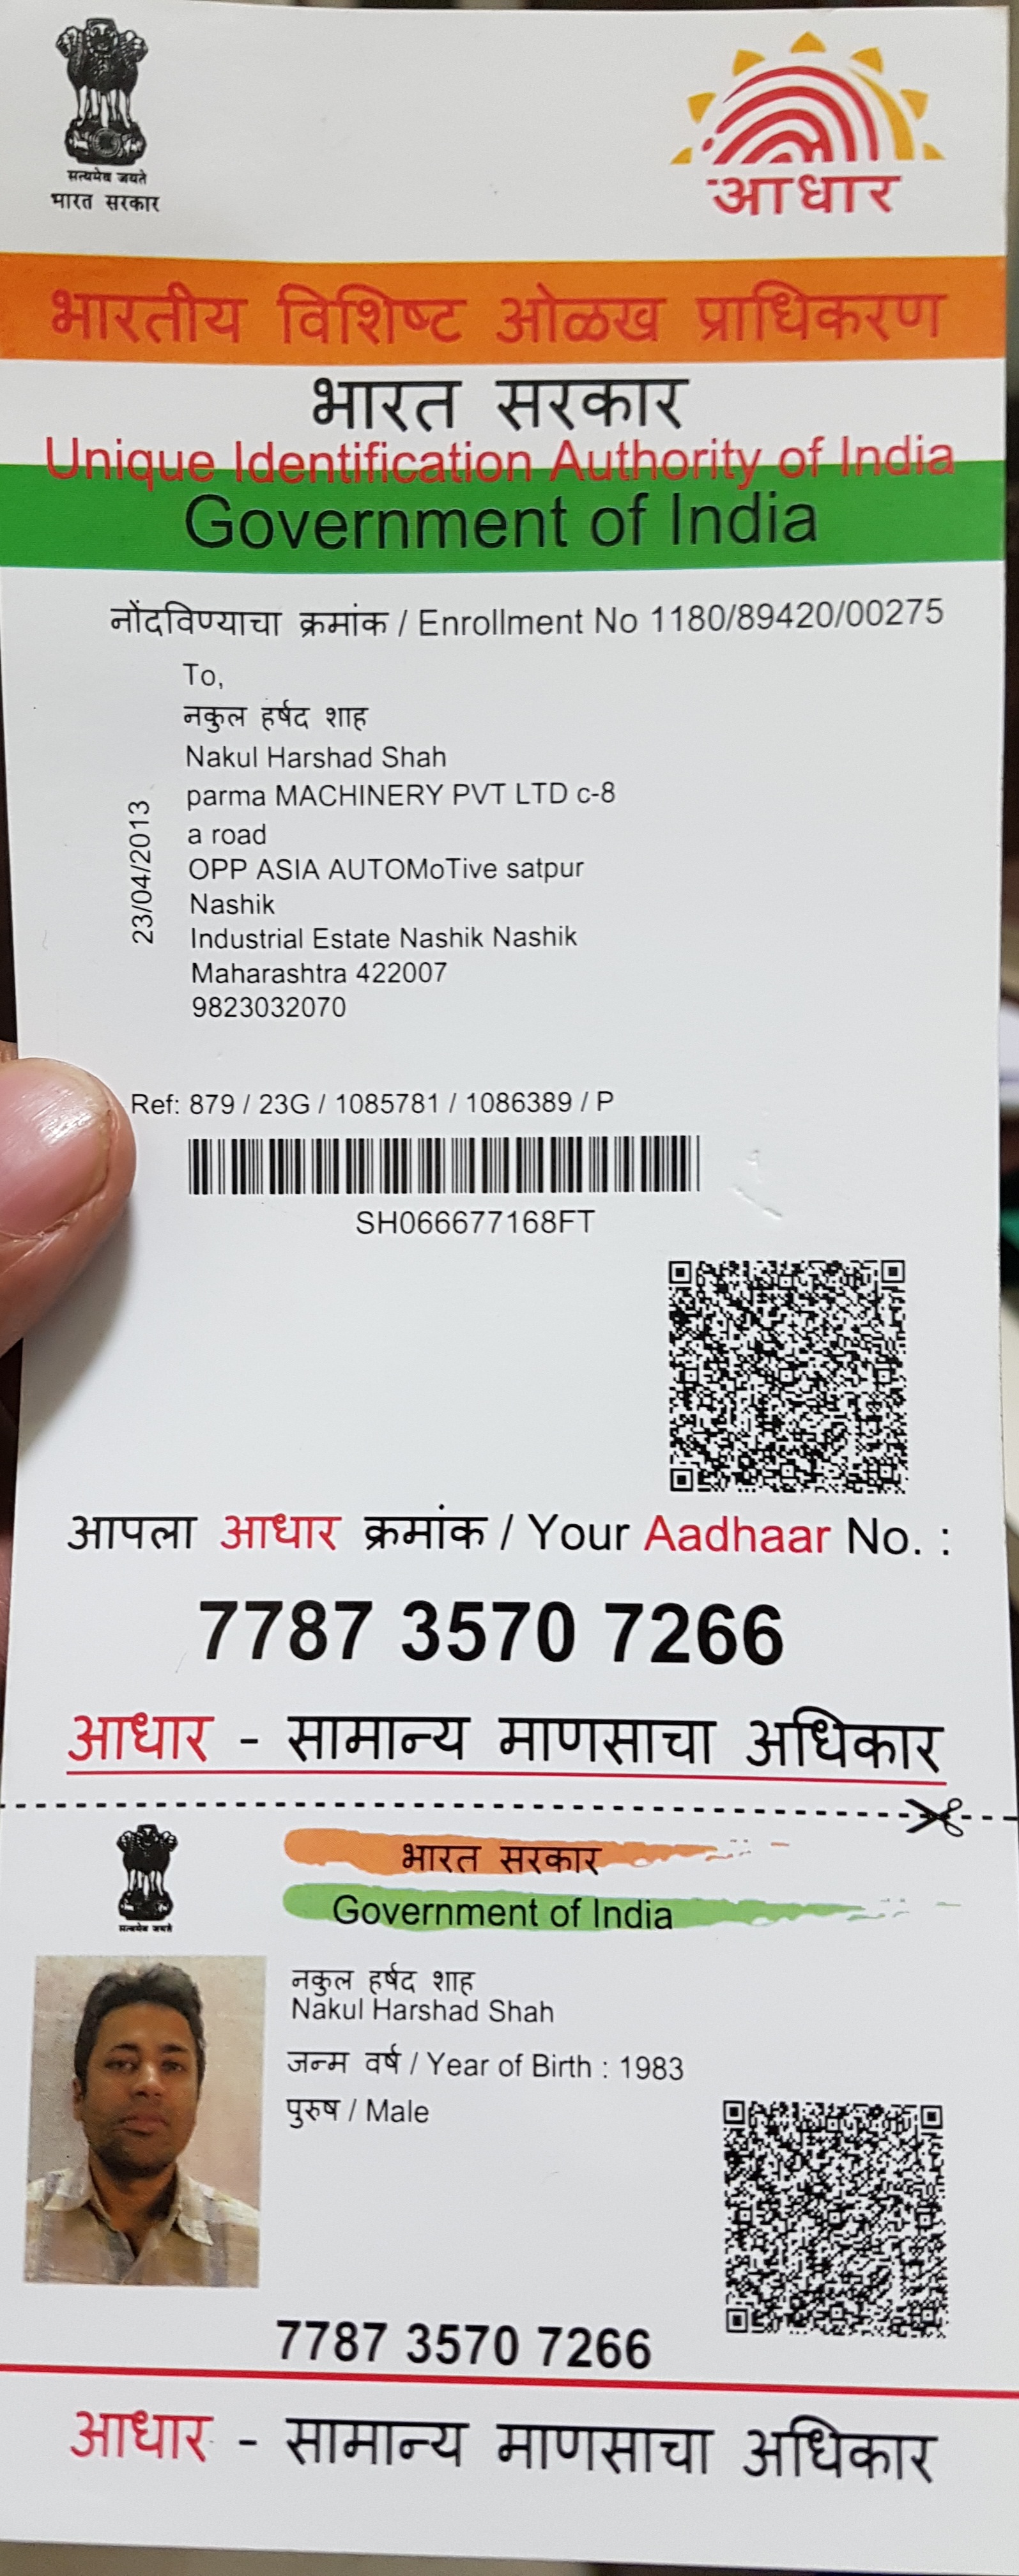 सत्यमेव जयते
भारत सरकार
आधार
भारतीय विशिष्ट ओळख प्राधिकरण
भारत सरकार
Unique Identification Authority of India
Government of India
नोंदविण्याचा क्रमांक / Enrollment No 1180/89420/00275
To,
नकुल हर्षद शाह
Nakul Harshad Shah
parma MACHINERY PVT LTD c-8
a road
OPP ASIA AUTOMoTive satpur
Nashik
Industrial Estate Nashik Nashik
Maharashtra 422007
9823032070
23/04/2013
Ref: 879 / 23G / 1085781 / 1086389 / P
SH066677168FT
आपला आधार क्रमांक / Your Aadhaar No. :
7787 3570 7266
आधार - सामान्य माणसाचा अधिकार
सत्यमेव जयते
भारत सरकार
Government of India
नकुल हर्षद शाह
Nakul Harshad Shah
जन्म वर्ष / Year of Birth : 1983
पुरुष / Male
7787 3570 7266
आधार - सामान्य माणसाचा अधिकार